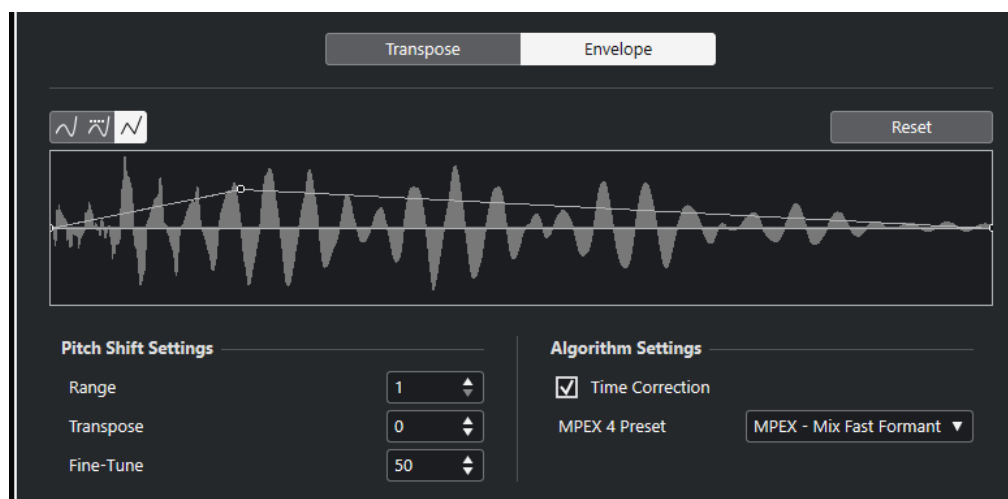 Transpose Envelope
Reset
Pitch Shift Settings
Range 1
Transpose 0
Fine-Tune 50
Algorithm Settings
Time Correction
MPEX 4 Preset MPEX - Mix Fast Formant